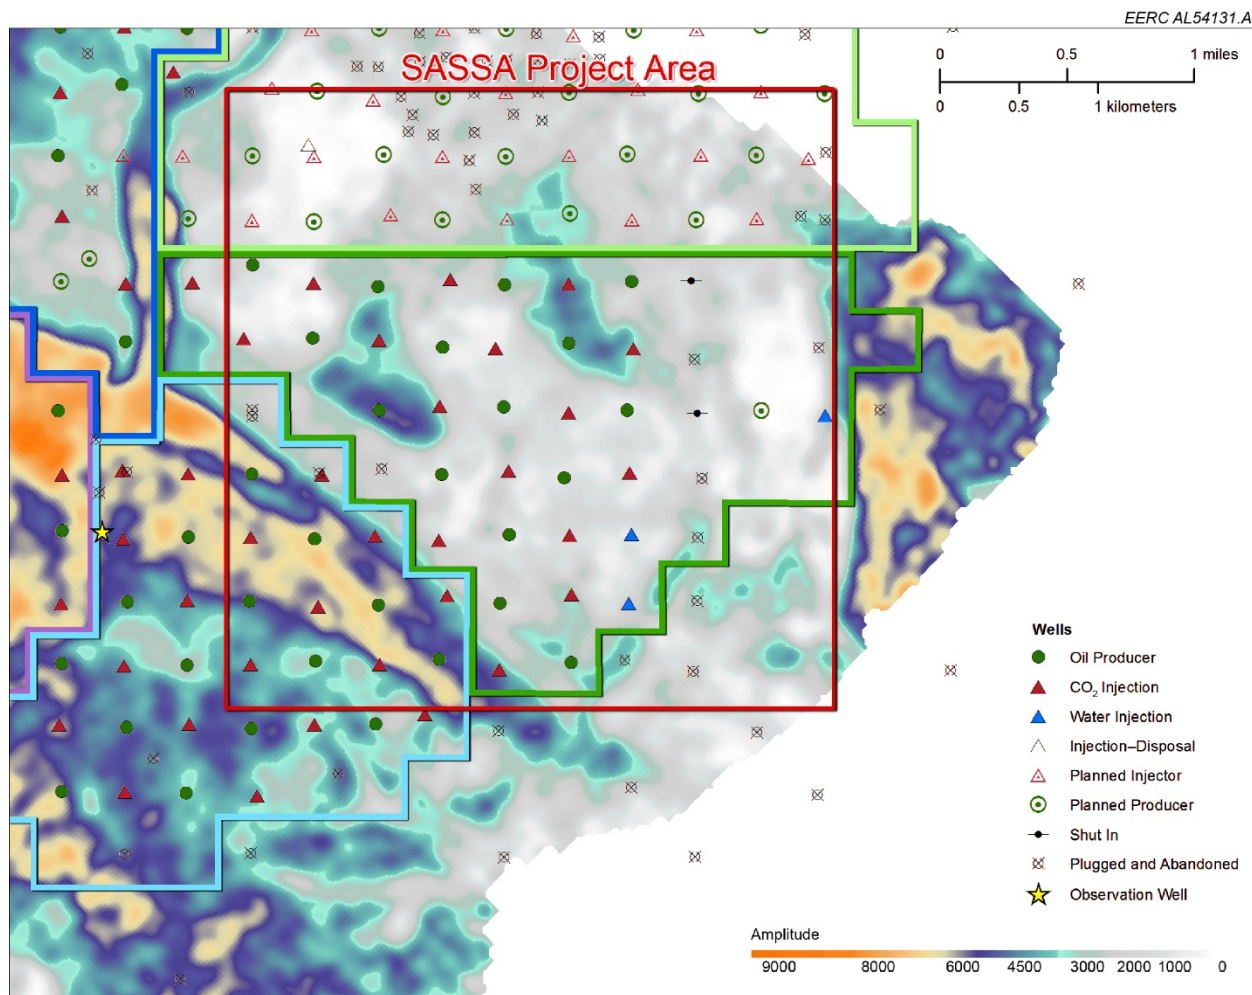 EERC AL54131.AI
SASSA Project Area
0 0.5 1 miles
0 0.5 1 kilometers
Wells
Oil Producer
CO2 Injection
Water Injection
Injection–Disposal
Planned Injector
Planned Producer
Shut In
Plugged and Abandoned
Observation Well
Amplitude
9000 8000 6000 4500 3000 2000 1000 0